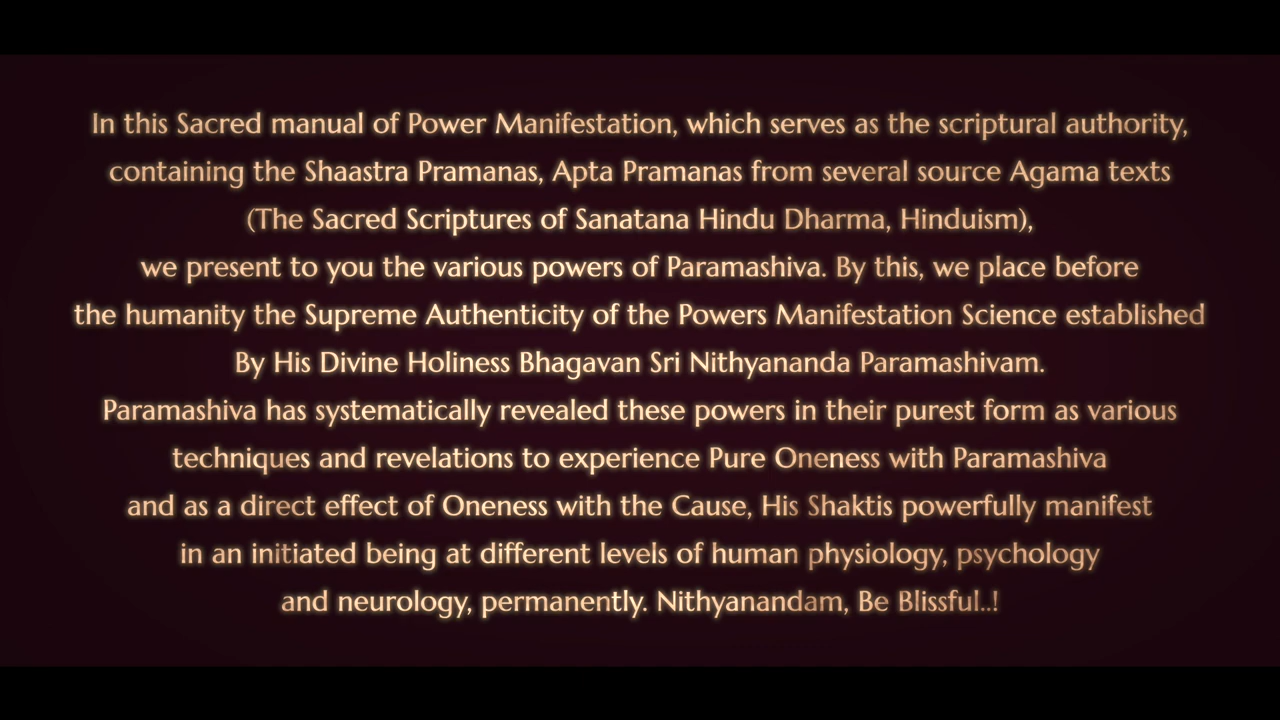 In this Sacred manual of Power Manifestation, which serves as the scriptural authority,
containing the Shaastra Pramanas, Apta Pramanas from several source Agama texts
(The Sacred Scriptures of Sanatana Hindu Dharma, Hinduism),
we present to you the various powers of Paramashiva. By this, we place before
the humanity the Supreme Authenticity of the Powers Manifestation Science established
By His Divine Holiness Bhagavan Sri Nithyananda Paramashivam.
Paramashiva has systematically revealed these powers in their purest form as various
techniques and revelations to experience Pure Oneness with Paramashiva
and as a direct effect of Oneness with the Cause, His Shaktis powerfully manifest
in an initiated being at different levels of human physiology, psychology
and neurology, permanently. Nithyanandam, Be Blissful..!